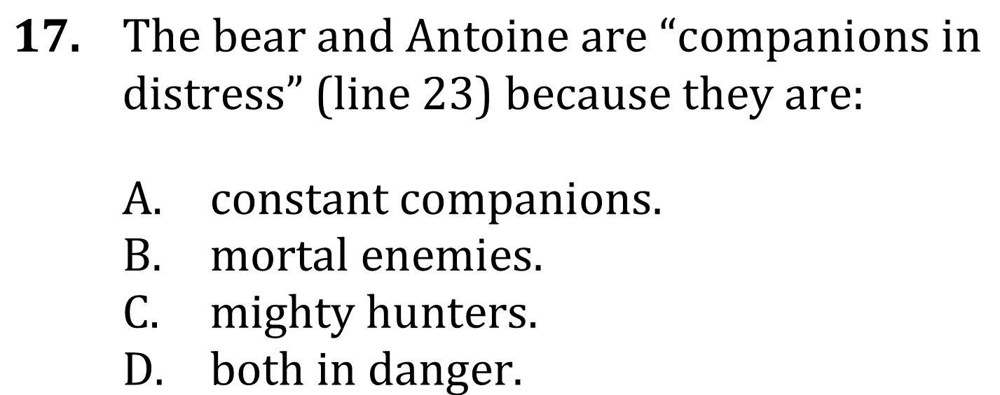 17. The bear and Antoine are “companions in
distress” (line 23) because they are:
A. constant companions.
B. mortal enemies.
C. mighty hunters.
D. both in danger.